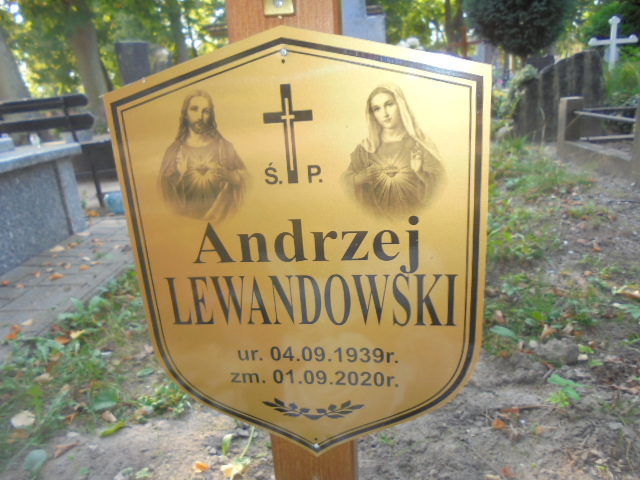 Ś. P.
Andrzej
LEWANDOWSKI
ur. 04.09.1939r.
zm. 01.09.2020r.